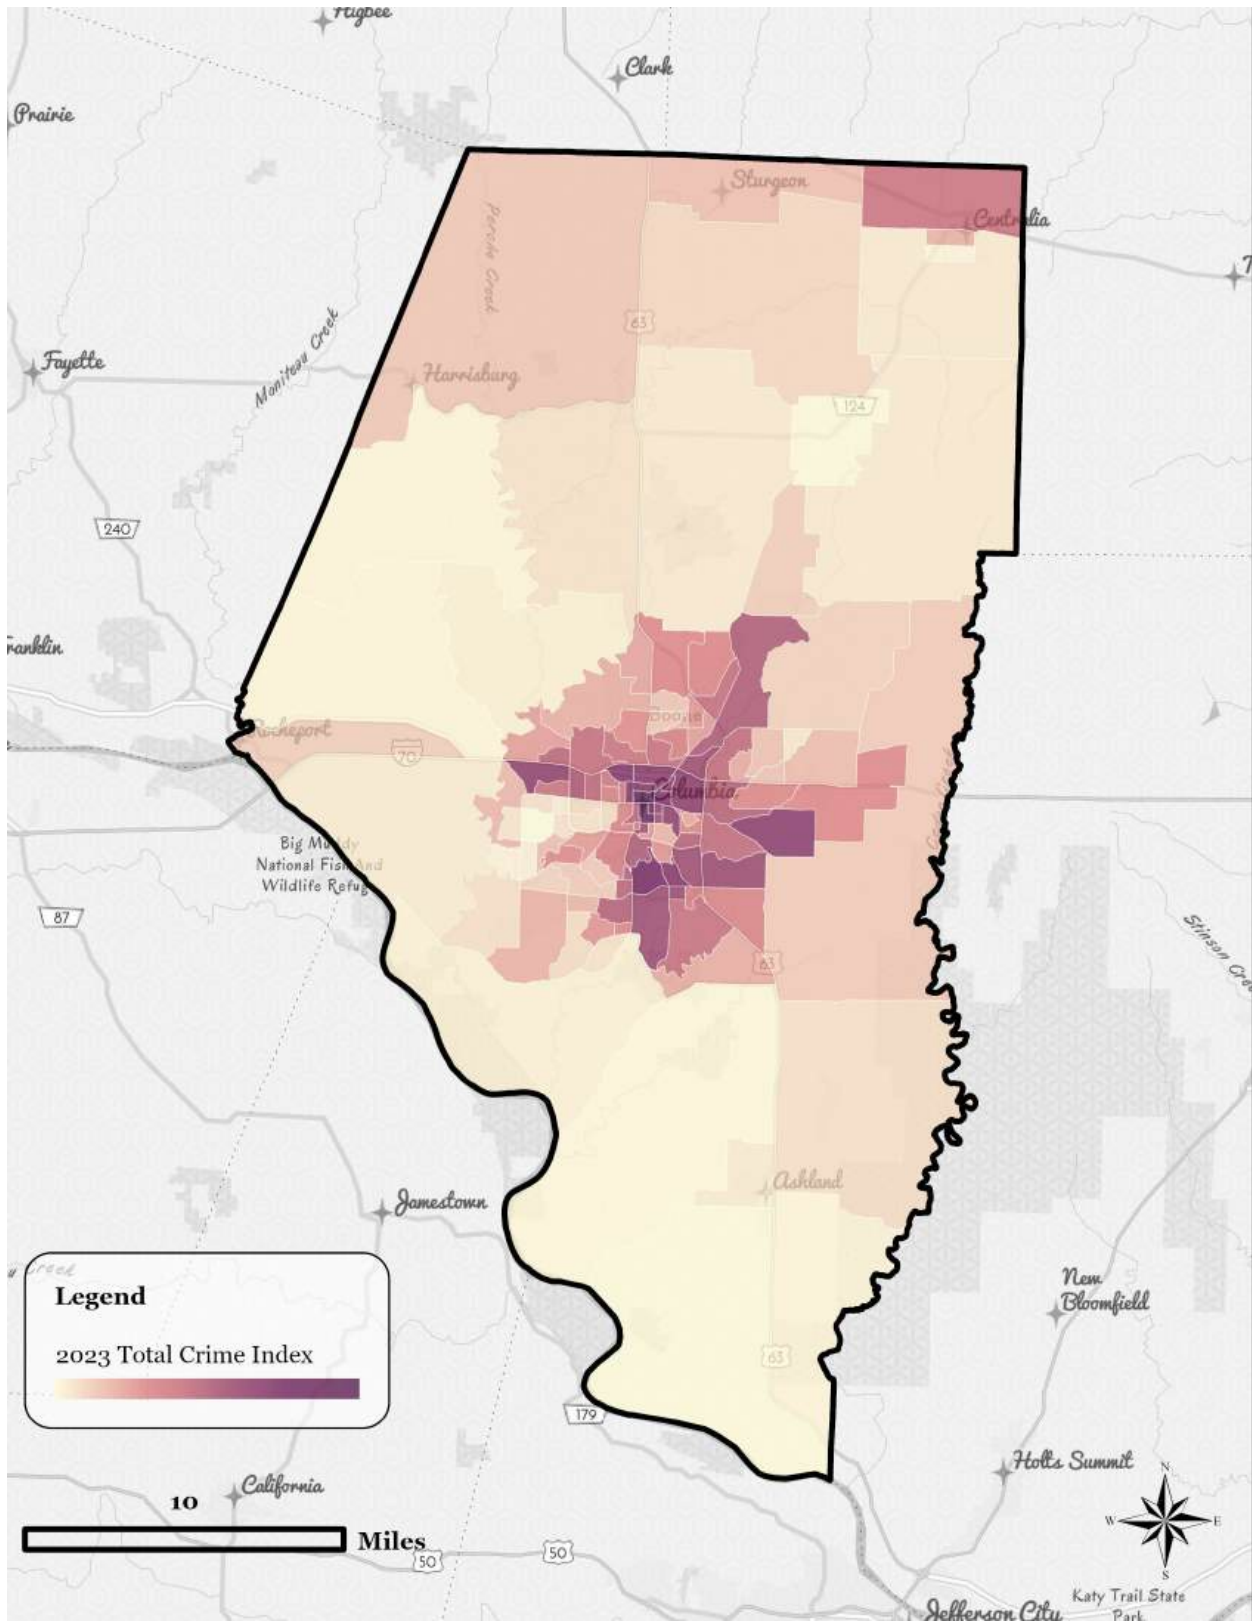 Higbee
Clark
Prairie
Sturgeon
Centralia
Perche Creek
63
Moniteau Creek
Fayette
Harrisburg
124
240
Franklin
Boone
Rocheport
70
Columbia
Big Muddy
National Fish And
Wildlife Refug
87
Stinson Cree
63
Ashland
Jamestown
Creek
New
Bloomfield
Legend
2023 Total Crime Index
63
179
Holts Summit
California
N
W
E
S
10
Miles
50
50
Katy Trail State
Park
Jefferson City